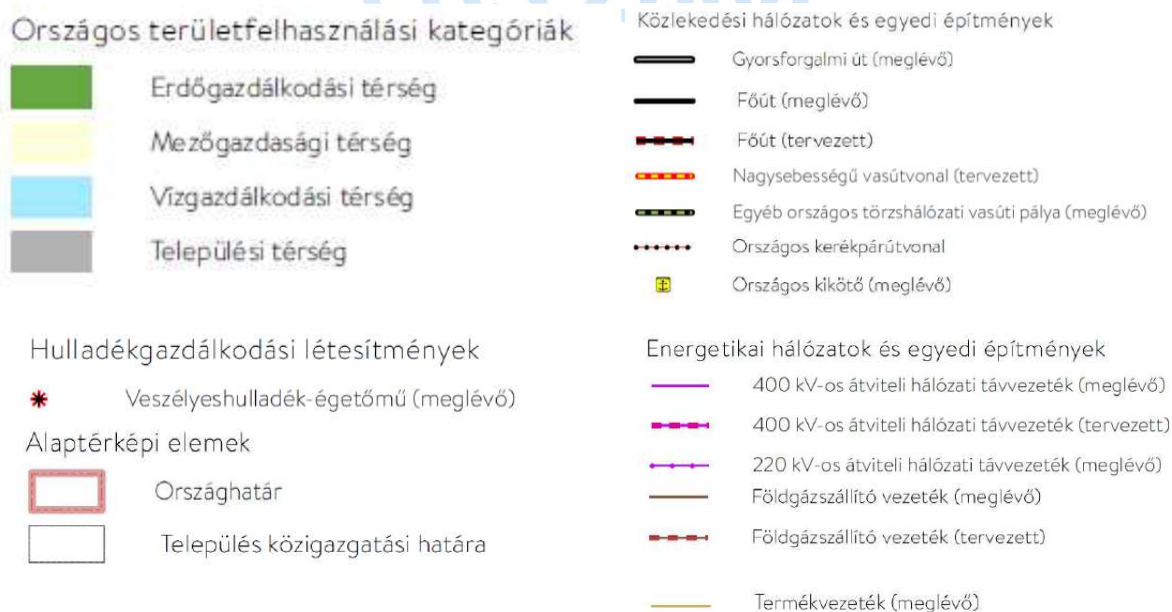 Országos területfelhasználási kategóriák
Erdőgazdálkodási térség
Mezőgazdasági térség
Vízgazdálkodási térség
Települési térség
Hulladékgazdálkodási létesítmények
Veszélyeshulladék-égetőmű (meglévő)
Alaptérképi elemek
Országhatár
Település közigazgatási határa
Közlekedési hálózatok és egyedi építmények
Gyorsforgalmi út (meglévő)
Főút (meglévő)
Főút (tervezett)
Nagysebességű vasútvonal (tervezett)
Egyéb országos törzshálózati vasúti pálya (meglévő)
Országos kerékpárútvonal
Országos kikötő (meglévő)
Energetikai hálózatok és egyedi építmények
400 kV-os átviteli hálózati távvezeték (meglévő)
400 kV-os átviteli hálózati távvezeték (tervezett)
220 kV-os átviteli hálózati távvezeték (meglévő)
Földgázszállító vezeték (meglévő)
Földgázszállító vezeték (tervezett)
Termékvezeték (meglévő)